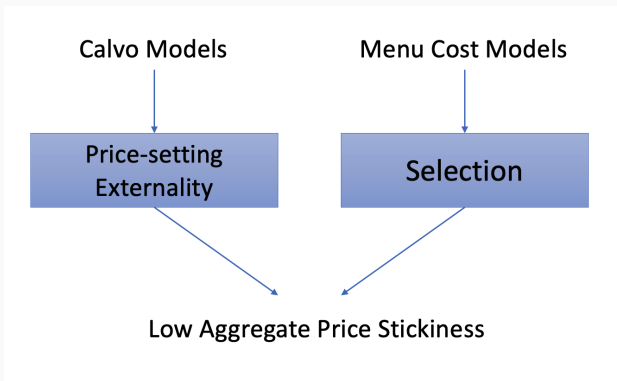 Calvo Models
Menu Cost Models
Price-setting
Externality
Selection
Low Aggregate Price Stickiness